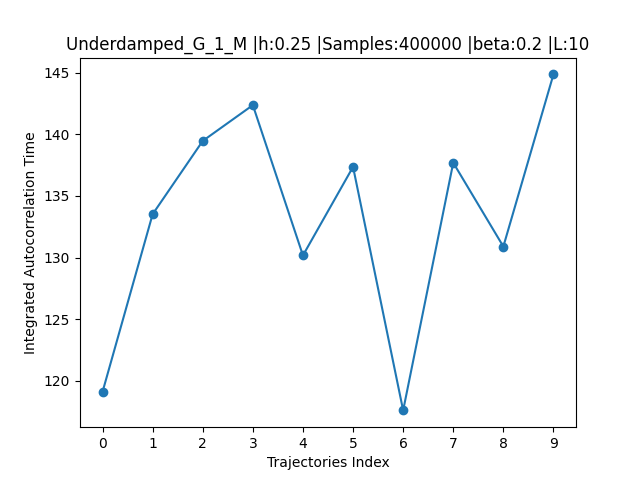 Underdamped_G_1_M |h:0.25 |Samples:400000 |beta:0.2 |L:10
145
140
135
130
125
120
Integrated Autocorrelation Time
0 1 2 3 4 5 6 7 8 9
Trajectories Index